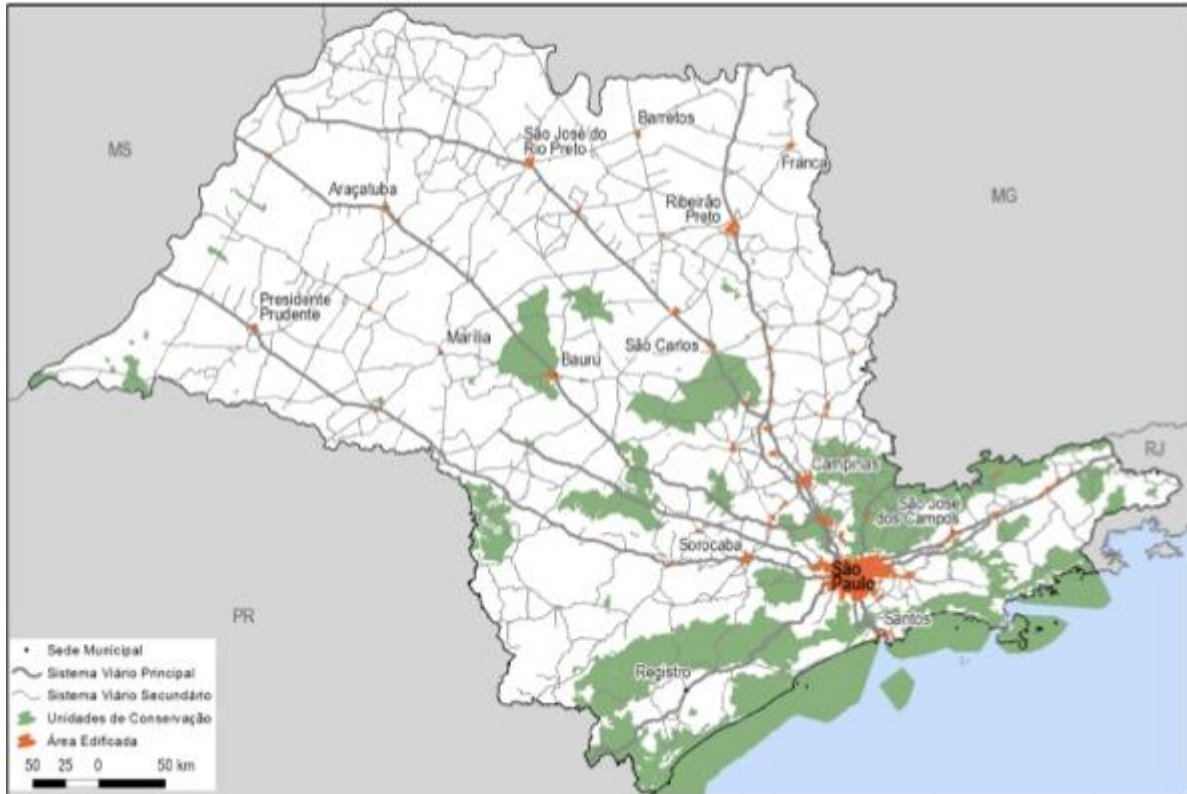 MS
MG
São José do
Rio Preto
Barretos
Franca
Araçatuba
Ribeirão
Preto
Presidente
Prudente
Marília
Bauru
São Carlos
Campinas
RJ
São José
dos Campos
Sorocaba
São
Paulo
Santos
PR
Registro
Sede Municipal
Sistema Viário Principal
Sistema Viário Secundário
Unidades de Conservação
Área Edificada
50 25 0 50 km